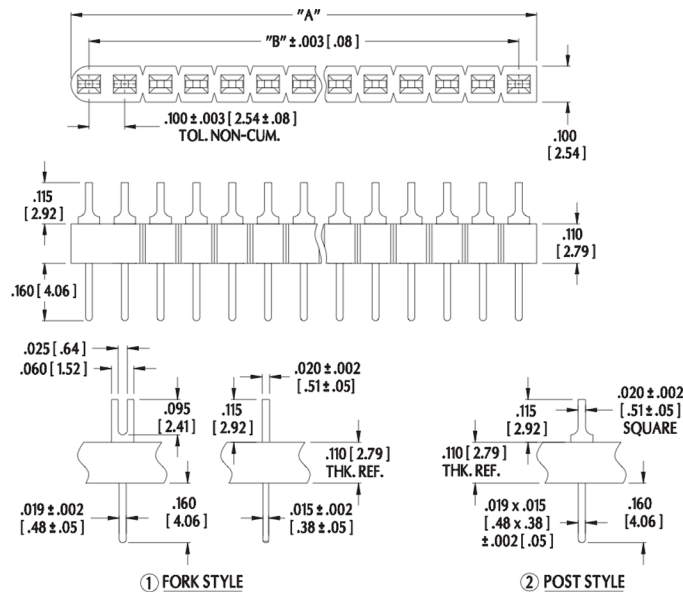 "A"
"B" ±.003 [.08]
.100 ±.003 [2.54 ±.08]
TOL. NON-CUM.
.100
[2.54]
.115
[2.92]
.110
[2.79]
.160 [4.06]
.025 [.64]
.060 [1.52]
.095
[2.41]
.115
[2.92]
.020 ±.002
[.51 ±.05]
.110 [2.79]
THK. REF.
.019 ±.002
[.48 ±.05]
.160
[4.06]
.015 ±.002
[.38 ±.05]
1 FORK STYLE
.115
[2.92]
.020 ±.002
[.51 ±.05]
SQUARE
.110 [2.79]
THK. REF.
.019 x .015
[.48 x .38]
±.002 [.05]
.160
[4.06]
2 POST STYLE